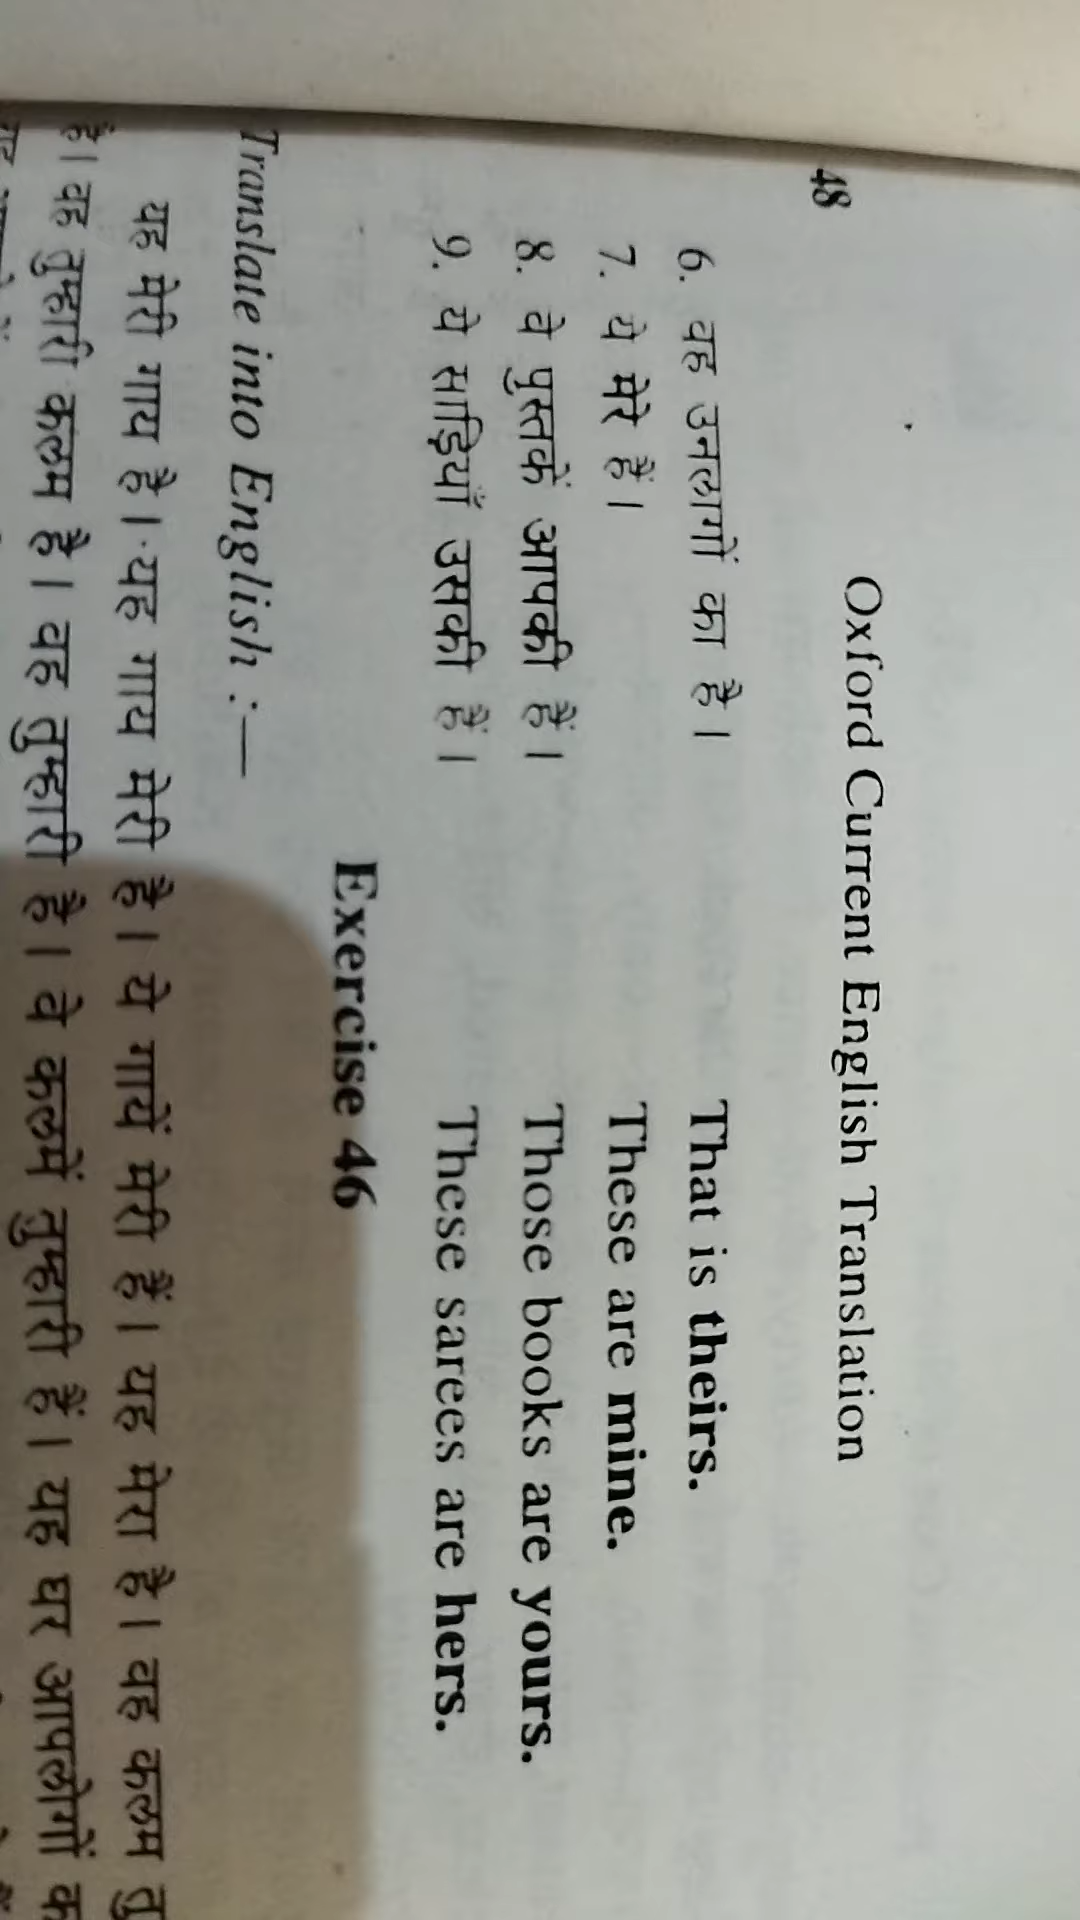 48
Oxford Current English Translation
6. वह उनलागों का है। That is theirs.
7. ये मेरे हैं। These are mine.
8. वे पुस्तकें आपकी हैं। Those books are yours.
9. ये साड़ियाँ उसकी हैं। These sarees are hers.
Exercise 46
Translate into English :—
यह मेरी गाय है। यह गाय मेरी है। ये गायें मेरी हैं। यह मेरा है। वह कलम
है। वह तुम्हारी कलम है। वह तुम्हारी है। वे कलमें तुम्हारी हैं। यह घर आपलोगों